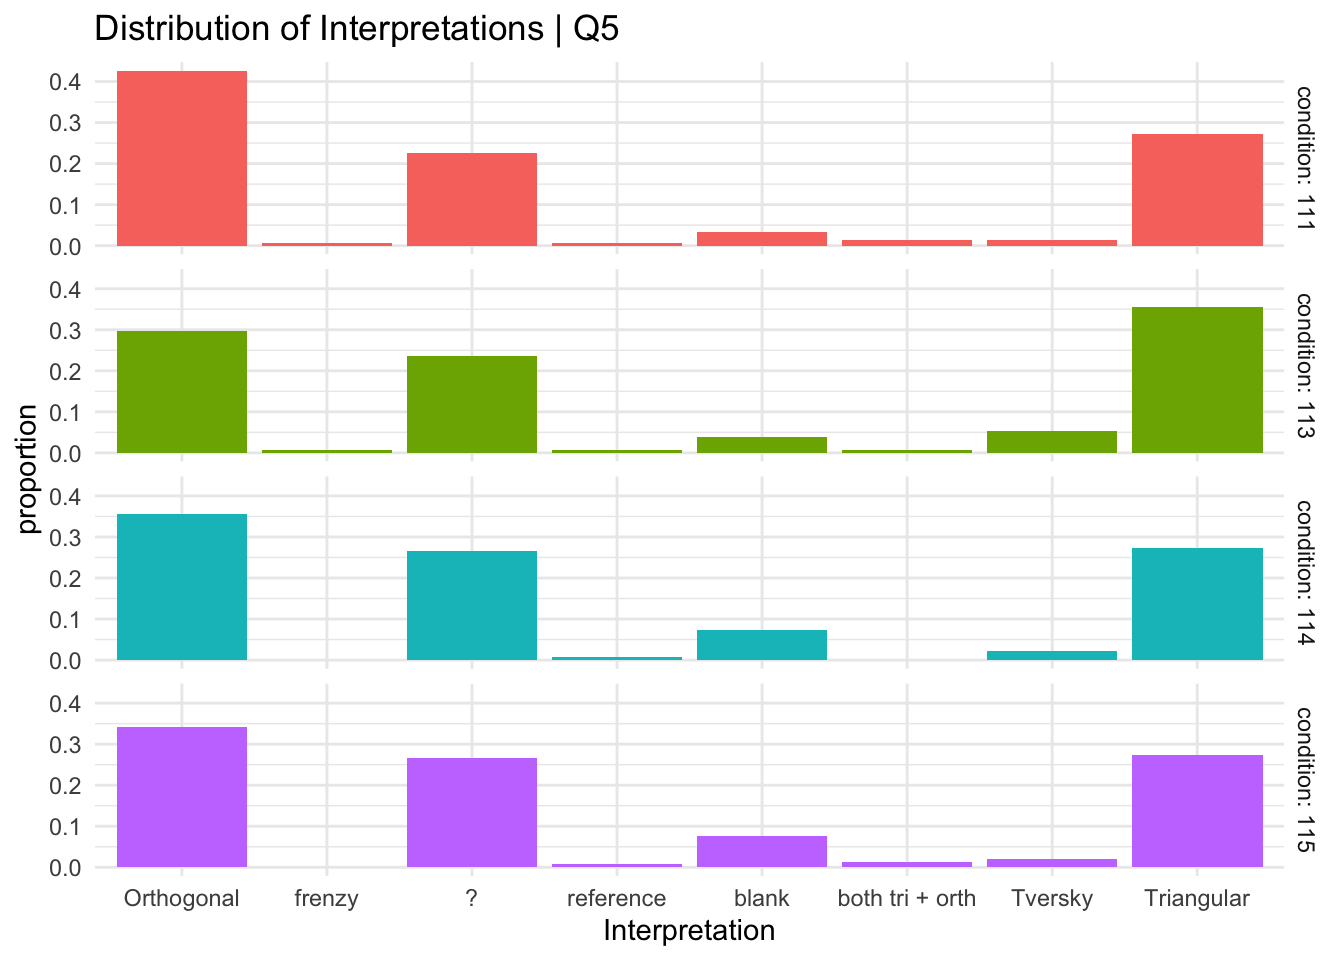 Distribution of Interpretations | Q5
0.4
0.3
0.2
0.1
0.0
condition: 111
0.4
0.3
0.2
0.1
0.0
condition: 113
0.4
0.3
0.2
0.1
0.0
condition: 114
0.4
0.3
0.2
0.1
0.0
condition: 115
proportion
Orthogonal frenzy ? reference blank both tri + orth Tversky Triangular
Interpretation